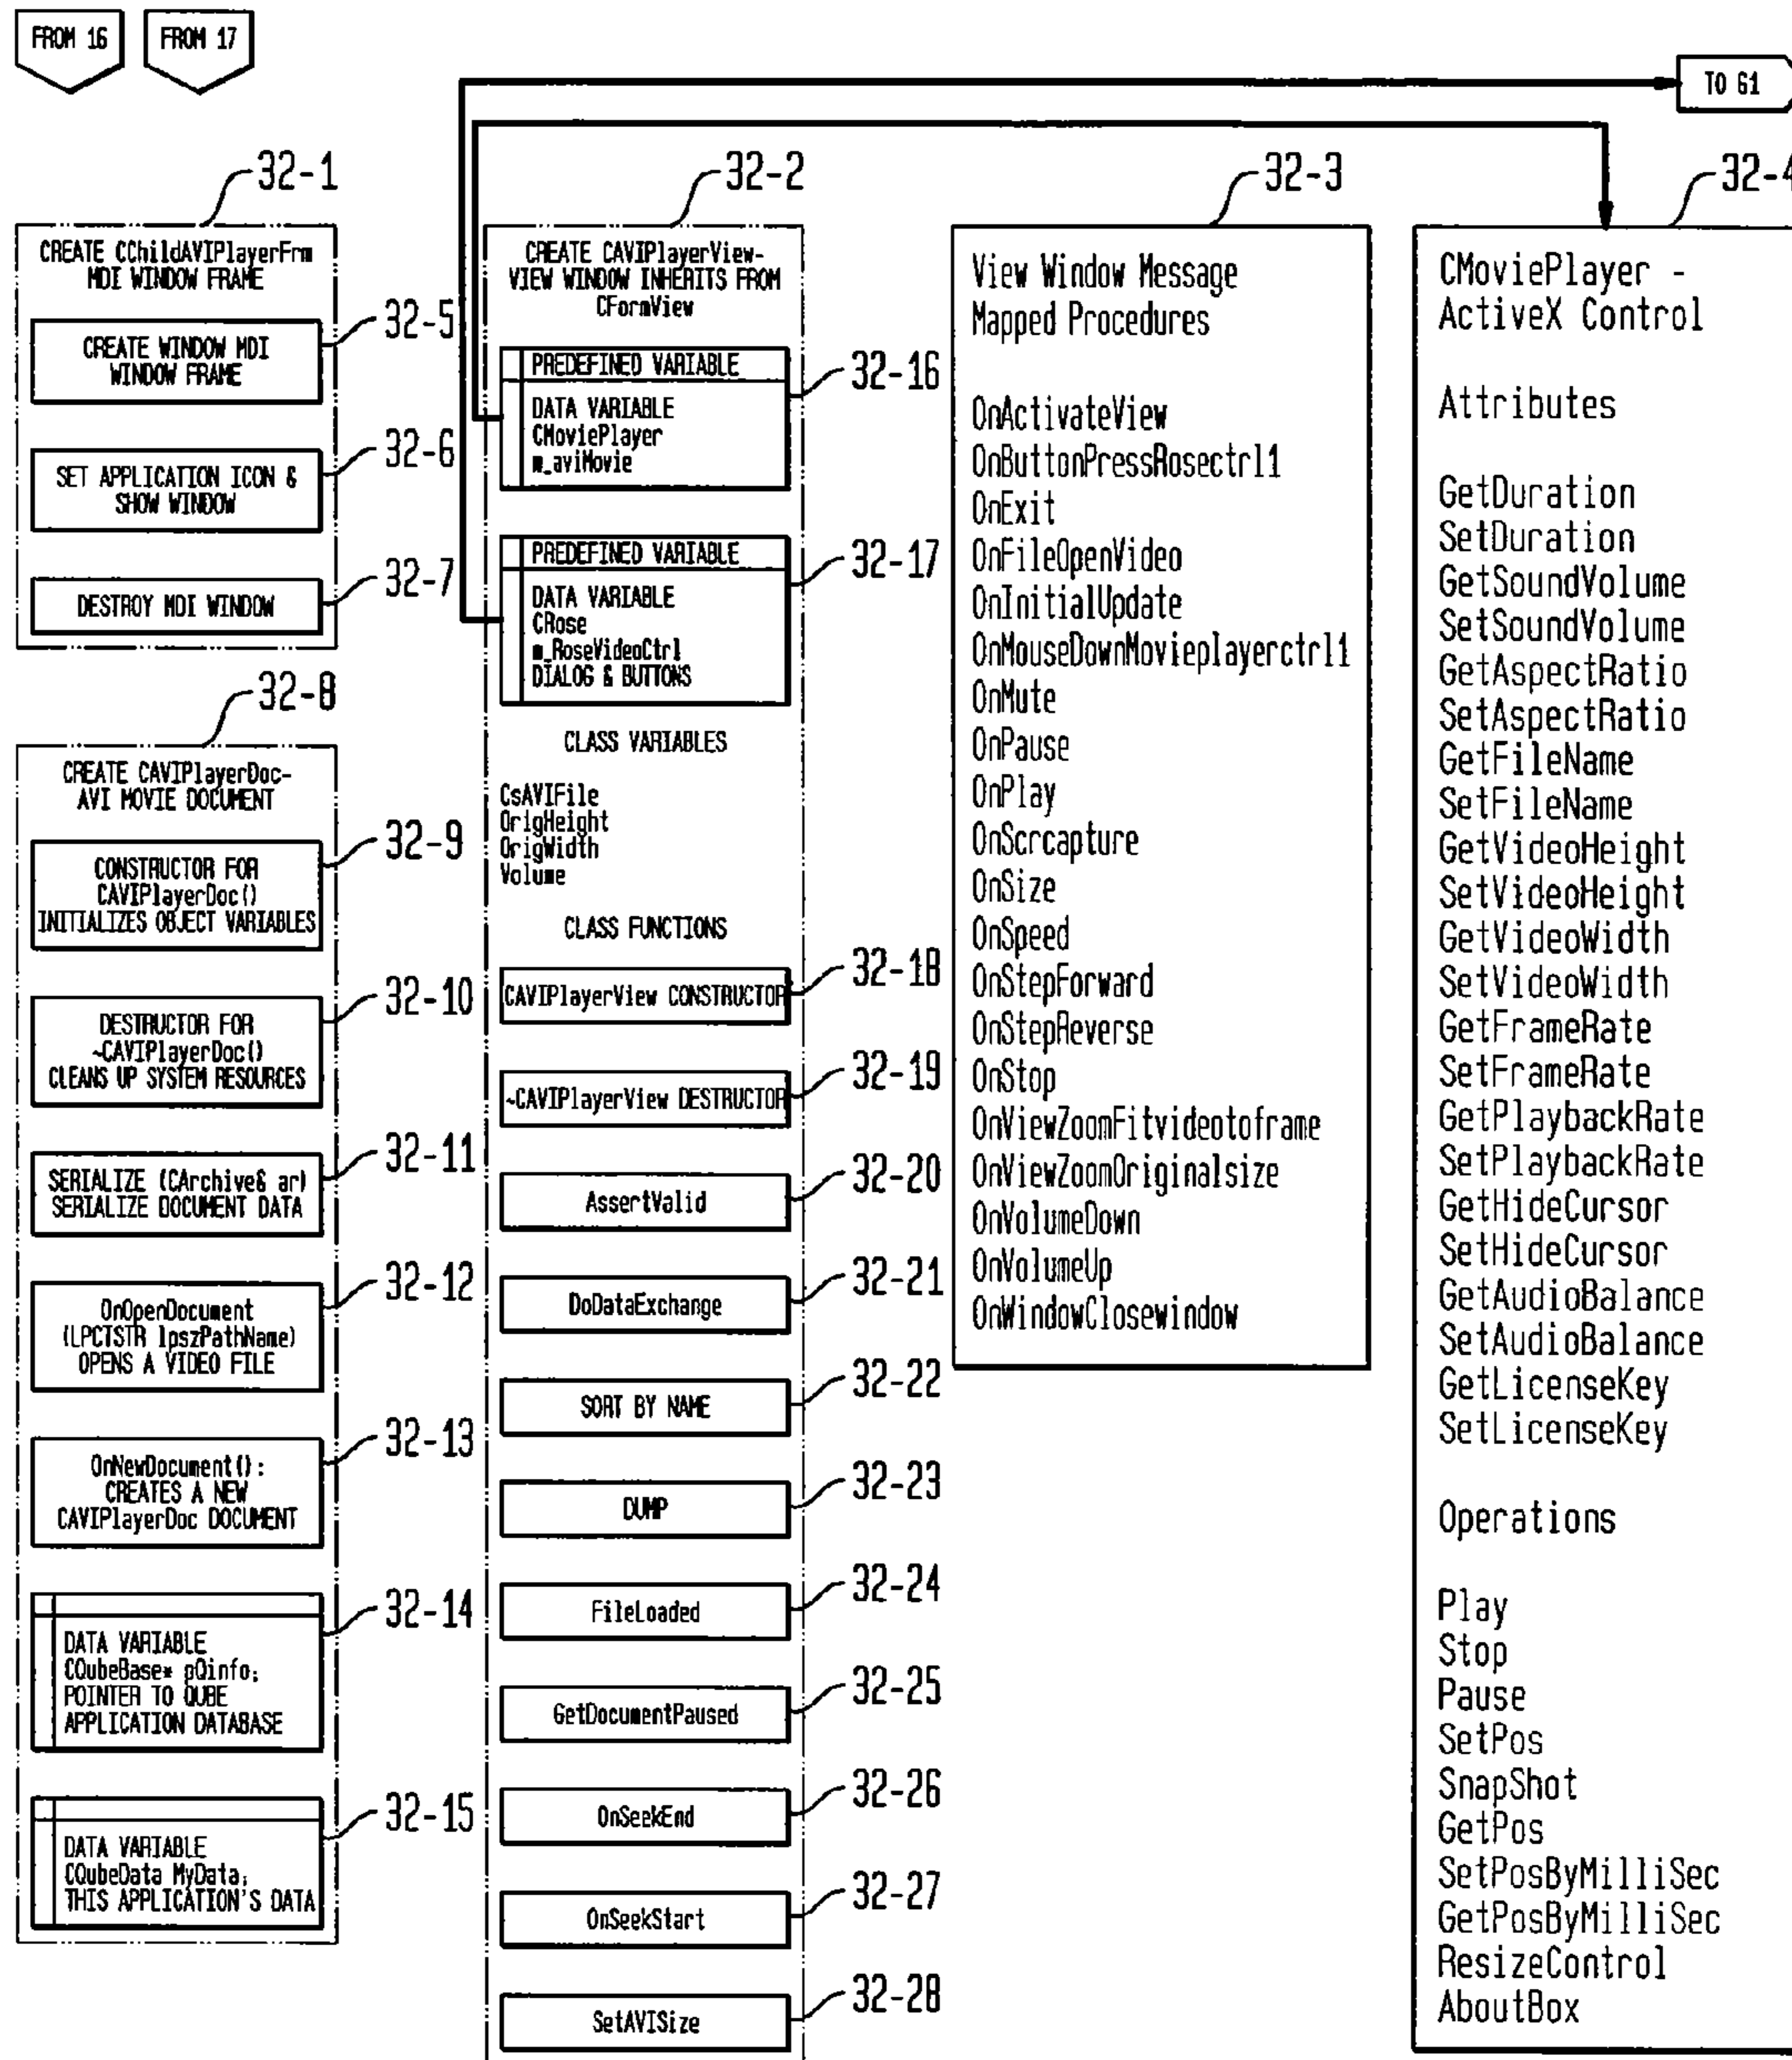 FROM 16
FROM 17
TO G1
32-1
CREATE CChildAVIPlayerFrm
MDI WINDOW FRAME
32-5
CREATE WINDOW MDI
WINDOW FRAME
32-6
SET APPLICATION ICON &
SHOW WINDOW
32-7
DESTROY MDI WINDOW
32-8
CREATE CAVIPlayerDoc-
AVI MOVIE DOCUMENT
32-9
CONSTRUCTOR FOR
CAVIPlayerDoc()
INITIALIZES OBJECT VARIABLES
32-10
DESTRUCTOR FOR
~CAVIPlayerDoc()
CLEANS UP SYSTEM RESOURCES
32-11
SERIALIZE (CArchive& ar)
SERIALIZE DOCUMENT DATA
32-12
OnOpenDocument
(LPCTSTR lpszPathName)
OPENS A VIDEO FILE
32-13
OnNewDocument():
CREATES A NEW
CAVIPlayerDoc DOCUMENT
32-14
DATA VARIABLE
CQubeBase* pQinfo;
POINTER TO QUBE
APPLICATION DATABASE
32-15
DATA VARIABLE
CQubeData MyData;
THIS APPLICATION'S DATA
32-2
CREATE CAVIPlayerView-
VIEW WINDOW INHERITS FROM
CFormView
32-16
PREDEFINED VARIABLE
DATA VARIABLE
CMoviePlayer
m_aviMovie
32-17
PREDEFINED VARIABLE
DATA VARIABLE
CRose
m_RoseVideoCtrl
DIALOG & BUTTONS
CLASS VARIABLES
CsAVIFile
OrigHeight
OrigWidth
Volume
CLASS FUNCTIONS
32-18
CAVIPlayerView CONSTRUCTOR
32-19
~CAVIPlayerView DESTRUCTOR
32-20
AssertValid
32-21
DoDataExchange
32-22
SORT BY NAME
32-23
DUMP
32-24
FileLoaded
32-25
GetDocumentPaused
32-26
OnSeekEnd
32-27
OnSeekStart
32-28
SetAVISize
32-3
View Window Message
Mapped Procedures
OnActivateView
OnButtonPressRosectrl1
OnExit
OnFileOpenVideo
OnInitialUpdate
OnMouseDownMovieplayerctrl1
OnMute
OnPause
OnPlay
OnScrcapture
OnSize
OnSpeed
OnStepForward
OnStepReverse
OnStop
OnViewZoomFitvideotoframe
OnViewZoomOriginalsize
OnVolumeDown
OnVolumeUp
OnWindowClosewindow
32-4
CMoviePlayer -
ActiveX Control
Attributes
GetDuration
SetDuration
GetSoundVolume
SetSoundVolume
GetAspectRatio
SetAspectRatio
GetFileName
SetFileName
GetVideoHeight
SetVideoHeight
GetVideoWidth
SetVideoWidth
GetFrameRate
SetFrameRate
GetPlaybackRate
SetPlaybackRate
GetHideCursor
SetHideCursor
GetAudioBalance
SetAudioBalance
GetLicenseKey
SetLicenseKey
Operations
Play
Stop
Pause
SetPos
SnapShot
GetPos
SetPosByMilliSec
GetPosByMilliSec
ResizeControl
AboutBox